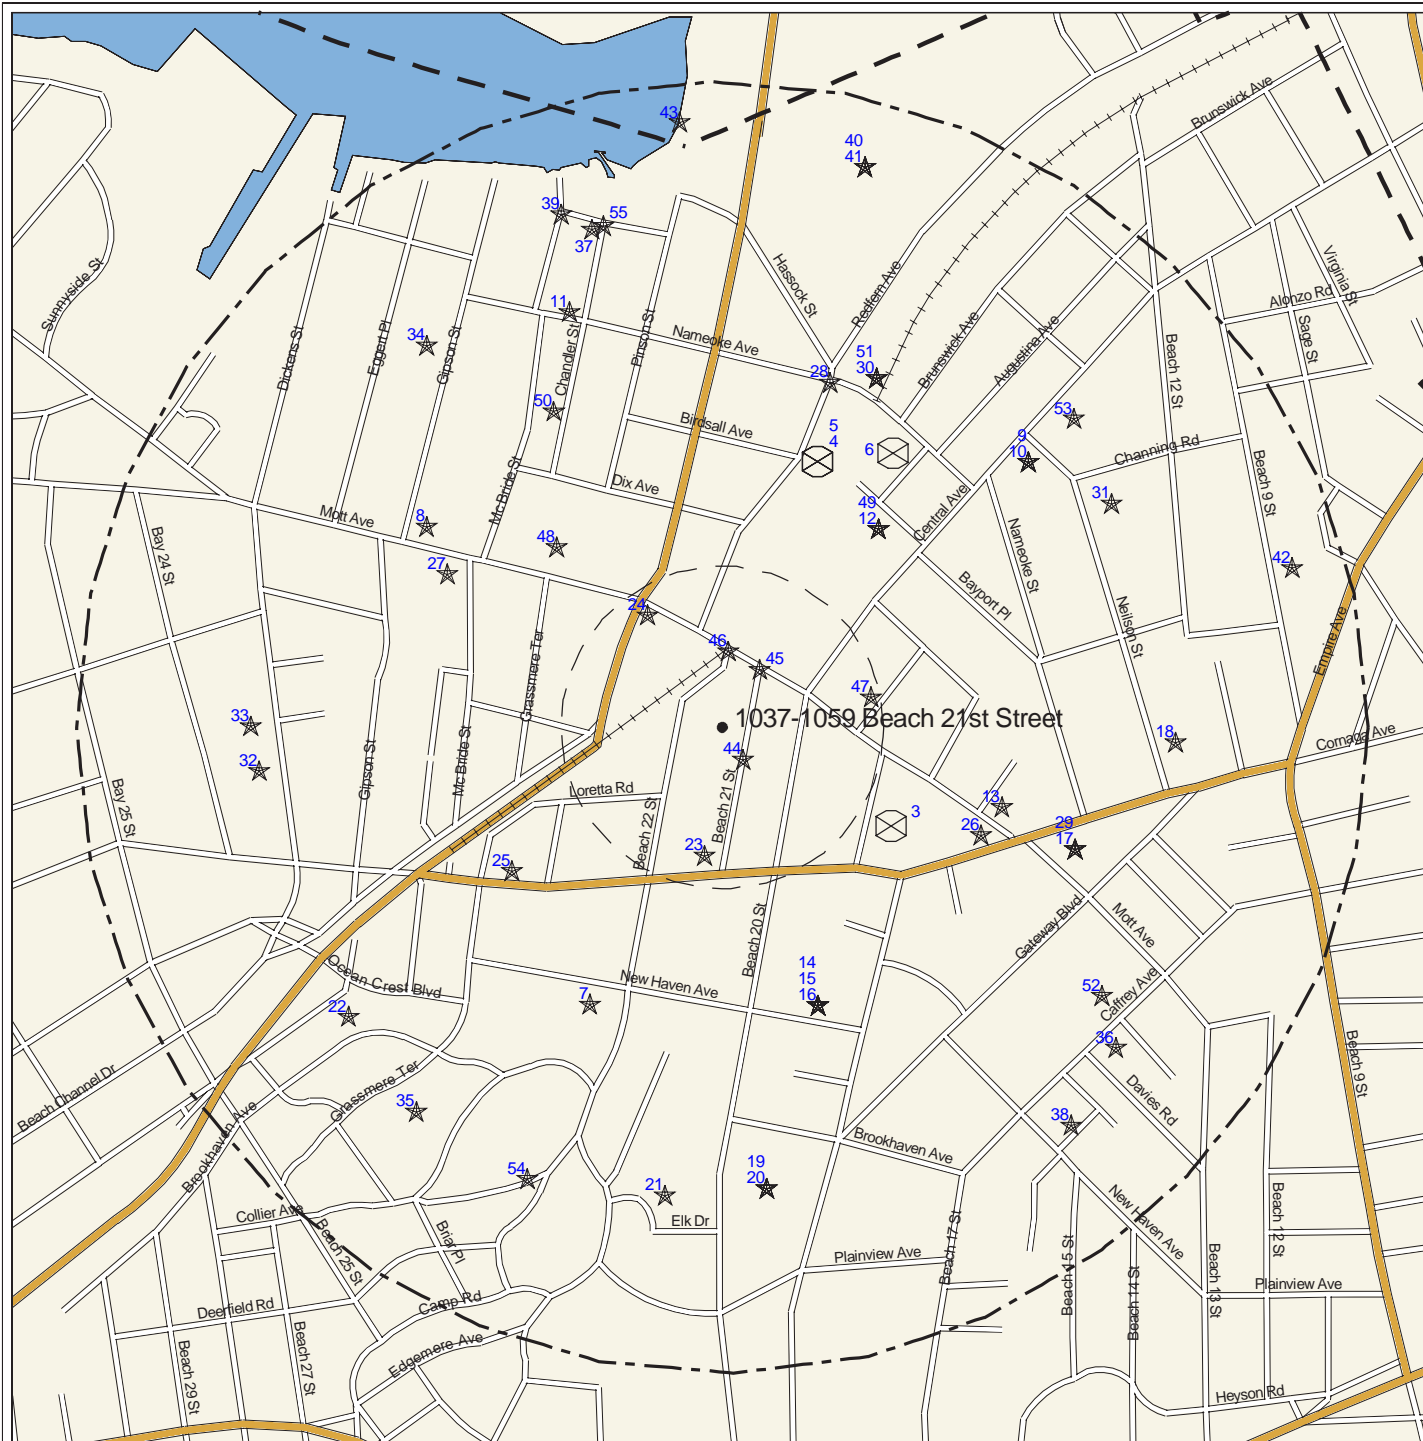 43
40
41
Brunswick Ave
39
55
37
Sunnyside St
Hassock St
Redfern Ave
Virginia St
Alonzo Rd
11
Nameoke Ave
34
Dickens St
Eggert Pl
Gipson St
Chandler St
Pinson St
51
30
28
Brunswick Ave
Augustina Ave
Beach 12 St
Sage St
50
Birdsall Ave
5
4
6
53
9
10
Channing Rd
Mc Bride St
Dix Ave
Mott Ave
8
48
49
12
Central Ave
31
Beach 9 St
Nameoke St
Bay 24 St
27
42
Bayport Pl
Neilson St
24
46
45
Empire Ave
Grassmere Ter
47
33
1037-1059 Beach 21st Street
18
Cornaga Ave
32
44
Gipson St
Mc Bride St
Loretta Rd
Beach 22 St
Beach 21 St
Bay 25 St
3
13
26
29
17
23
25
Beach 20 St
Gateway Blvd
Mott Ave
Ocean Crest Blvd
New Haven Ave
14
15
16
7
22
52
Caffrey Ave
36
Beach 9 St
Beach Channel Dr
Grassmere Ter
35
Davies Rd
38
Brookhaven Ave
Brookhaven Ave
54
21
19
20
Collier Ave
Elk Dr
Beach 25 St
Briar Pl
Plainview Ave
Beach 17 St
New Haven Ave
Beach 15 St
Beach 14 St
Beach 13 St
Beach 12 St
Plainview Ave
Deerfield Rd
Camp Rd
Edgemere Ave
Beach 29 St
Beach 27 St
Heyson Rd